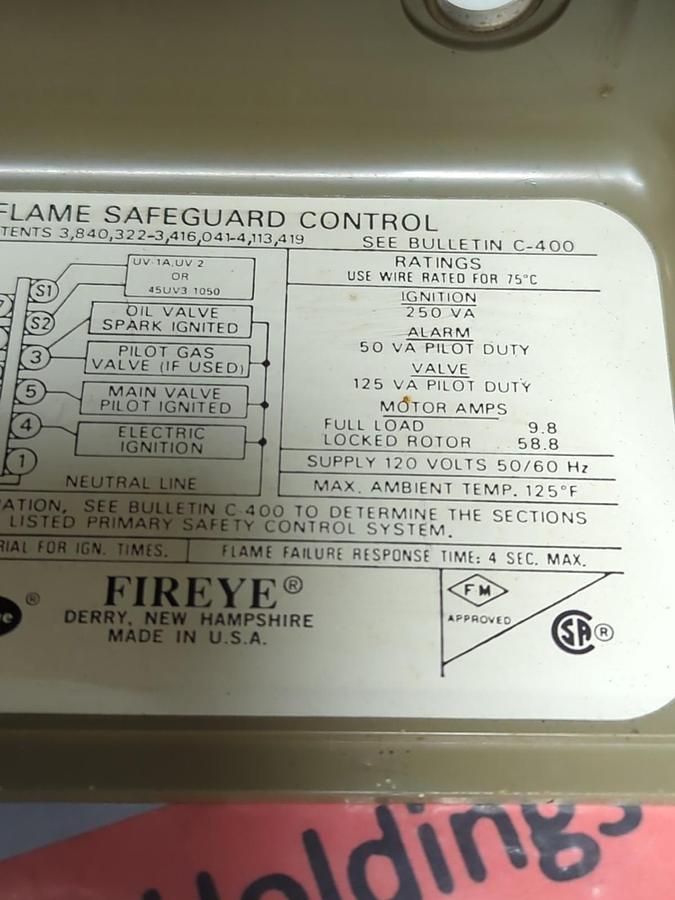 FLAME SAFEGUARD CONTROL
TENTS 3,840,322-3,416,041-4,113,419
SEE BULLETIN C-400
UV-1A,UV-2
OR
45UV3-1050
S1
S2
3
5
4
1
OIL VALVE
SPARK IGNITED
PILOT GAS
VALVE (IF USED)
MAIN VALVE
PILOT IGNITED
ELECTRIC
IGNITION
NEUTRAL LINE
RATINGS
USE WIRE RATED FOR 75°C
IGNITION
250 VA
ALARM
50 VA PILOT DUTY
VALVE
125 VA PILOT DUTY
MOTOR AMPS
FULL LOAD 9.8
LOCKED ROTOR 58.8
SUPPLY 120 VOLTS 50/60 Hz
MAX. AMBIENT TEMP. 125°F
ATION, SEE BULLETIN C-400 TO DETERMINE THE SECTIONS
LISTED PRIMARY SAFETY CONTROL SYSTEM.
RIAL FOR IGN. TIMES.
FLAME FAILURE RESPONSE TIME: 4 SEC. MAX.
®
FIREYE®
DERRY, NEW HAMPSHIRE
MADE IN U.S.A.
FM
APPROVED
SA ®
Holdings